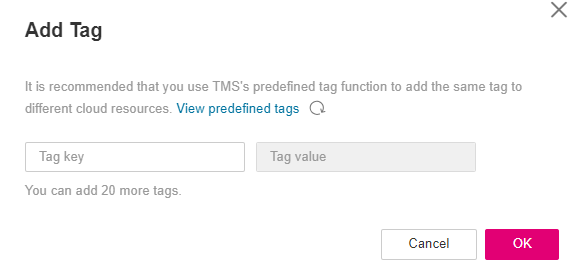 Add Tag
It is recommended that you use TMS's predefined tag function to add the same tag to
different cloud resources. View predefined tags
Tag key
Tag value
You can add 20 more tags.
Cancel
OK